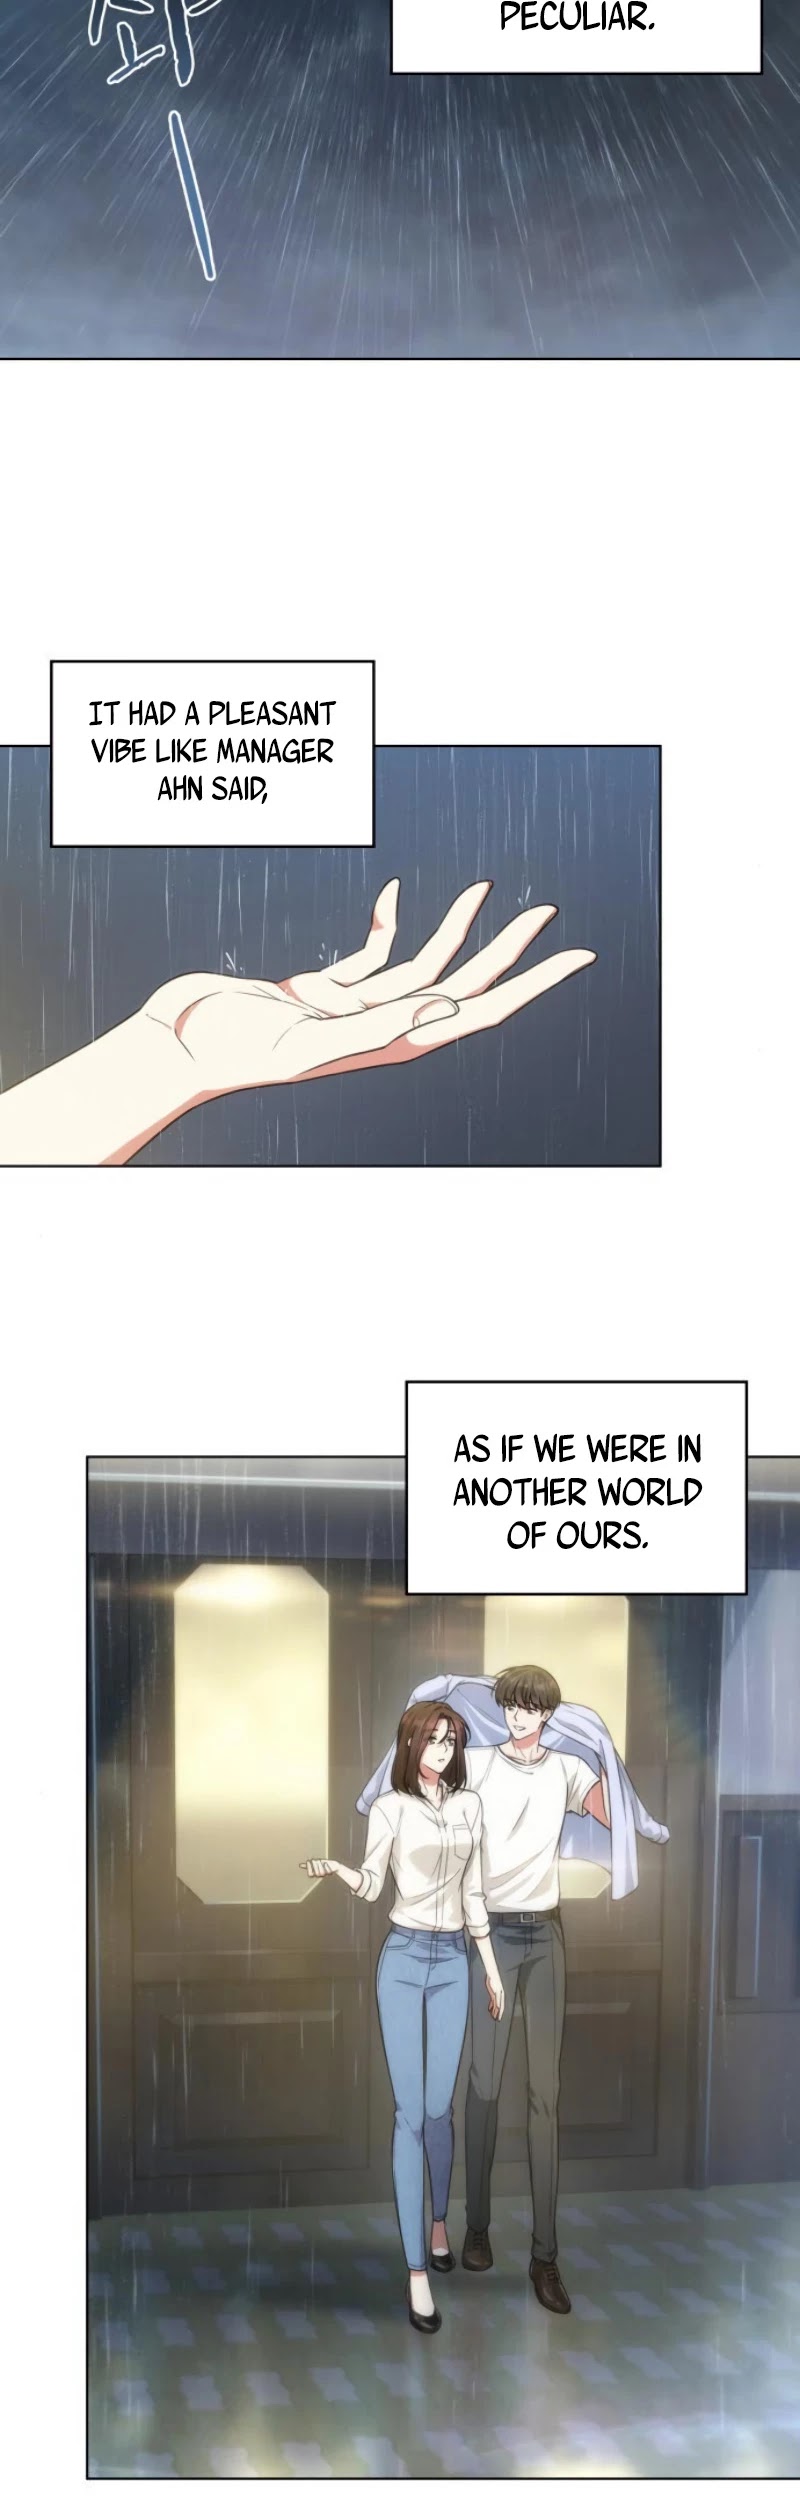 PECULIAR.
IT HAD A PLEASANT
VIBE LIKE MANAGER
AHN SAID,
AS IF WE WERE IN
ANOTHER WORLD
OF OURS.